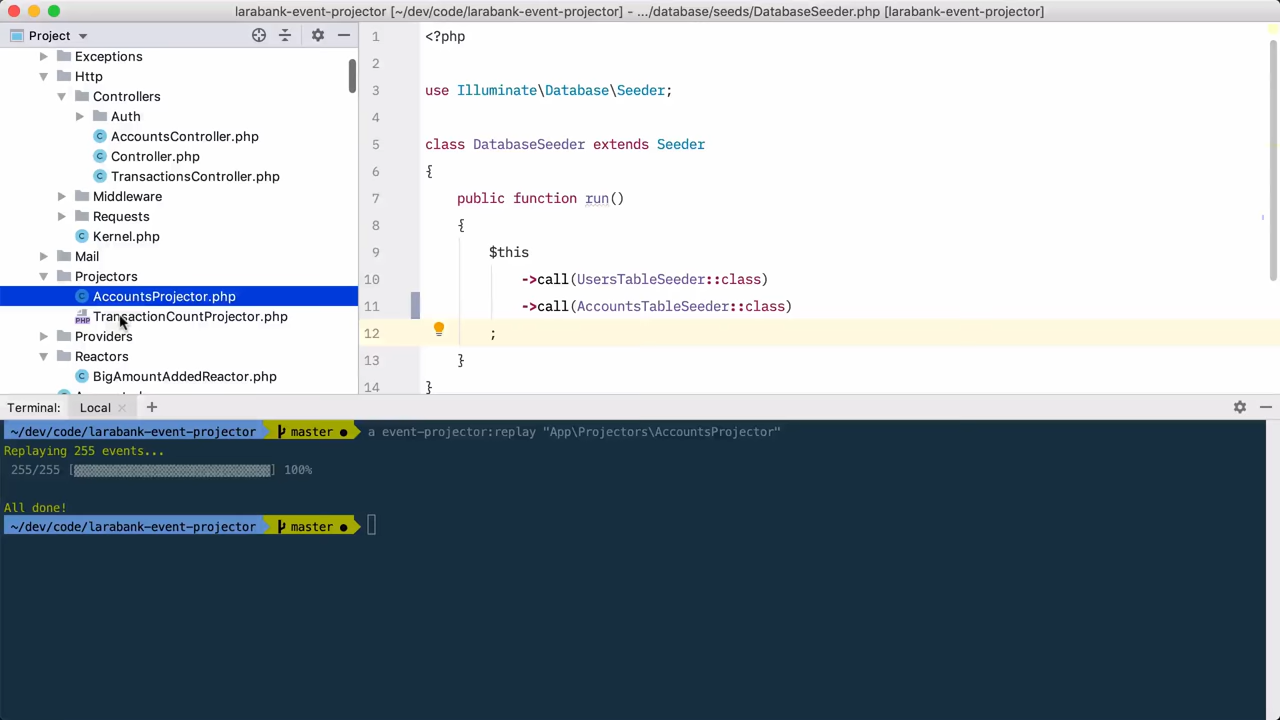 larabank-event-projector [~/dev/code/larabank-event-projector] - .../database/seeds/DatabaseSeeder.php [larabank-event-projector]
Project
Exceptions
Http
Controllers
Auth
AccountsController.php
Controller.php
TransactionsController.php
Middleware
Requests
Kernel.php
Mail
Projectors
AccountsProjector.php
TransactionCountProjector.php
Providers
Reactors
BigAmountAddedReactor.php
1 <?php
2
3 use Illuminate\Database\Seeder;
4
5 class DatabaseSeeder extends Seeder
6 {
7 public function run()
8 {
9 $this
10 ->call(UsersTableSeeder::class)
11 ->call(AccountsTableSeeder::class)
12 ;
13 }
14 }
Terminal: Local
~/dev/code/larabank-event-projector master ● a event-projector:replay "App\Projectors\AccountsProjector"
Replaying 255 events...
255/255 [▓▓▓▓▓▓▓▓▓▓▓▓▓▓▓▓▓▓▓▓▓▓▓▓▓▓▓▓] 100%
All done!
~/dev/code/larabank-event-projector master ●